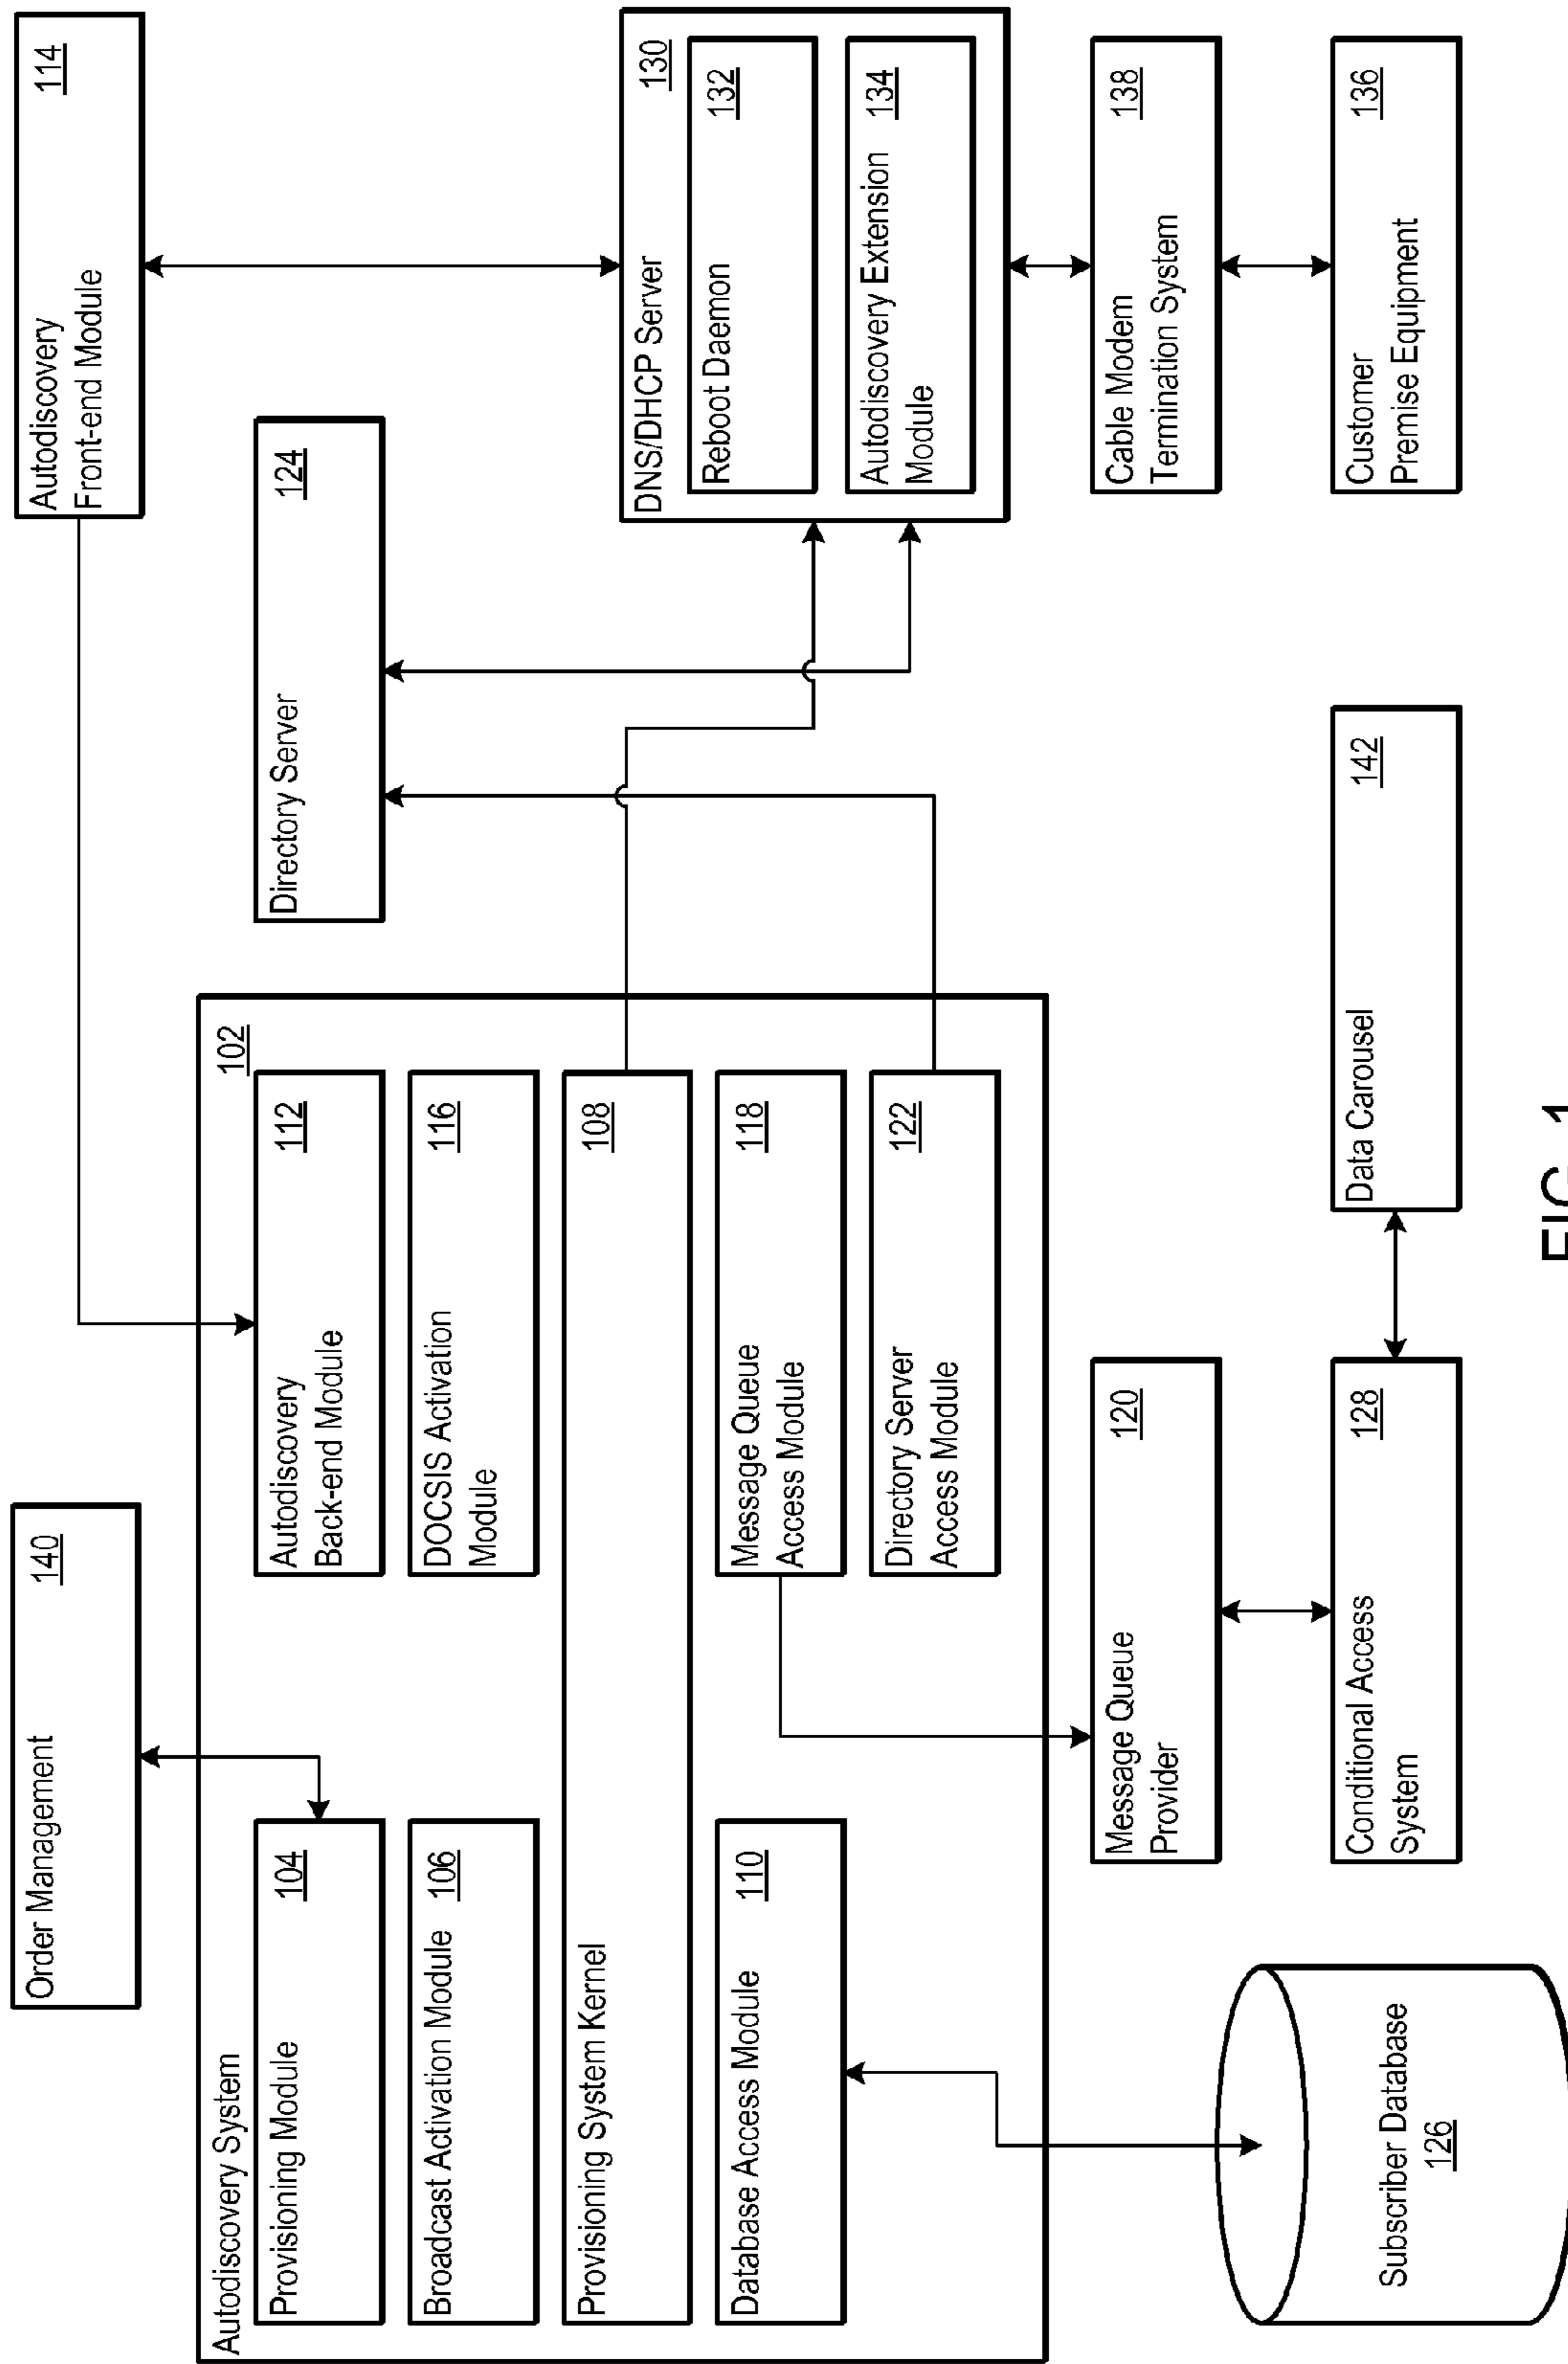 Order Management
140
Autodiscovery
Front-end Module
114
Autodiscovery System
102
Provisioning Module
104
Autodiscovery
Back-end Module
112
Broadcast Activation Module
106
DOCSIS Activation
Module
116
Provisioning System Kernel
108
Database Access Module
110
Message Queue
Access Module
118
Directory Server
Access Module
122
Directory Server
124
DNS/DHCP Server
130
Reboot Daemon
132
Autodiscovery Extension
Module
134
Cable Modem
Termination System
138
Customer
Premise Equipment
136
Message Queue
Provider
120
Conditional Access
System
128
Data Carousel
142
Subscriber Database
126
FIG. 1